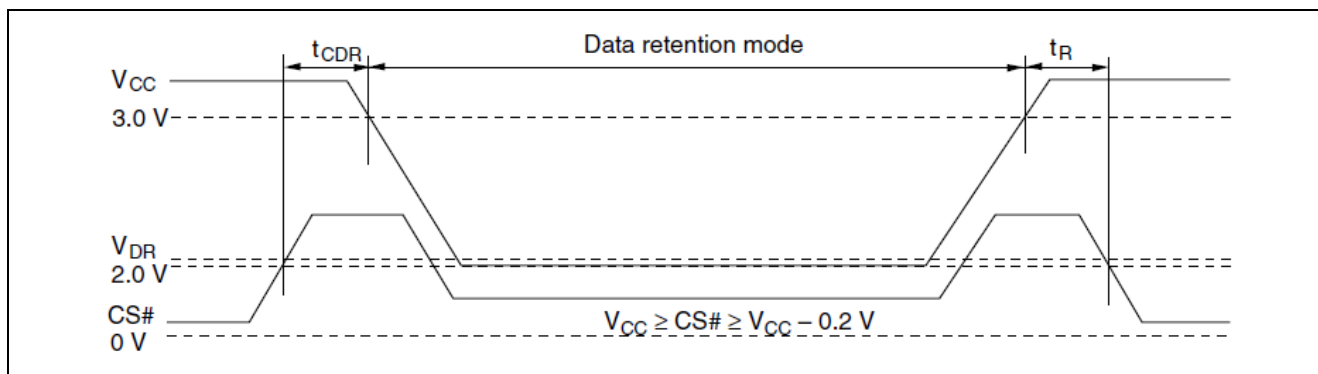 tCDR
Data retention mode
tR
VCC
3.0 V
VDR
2.0 V
CS#
VCC ≥ CS# ≥ VCC – 0.2 V
0 V